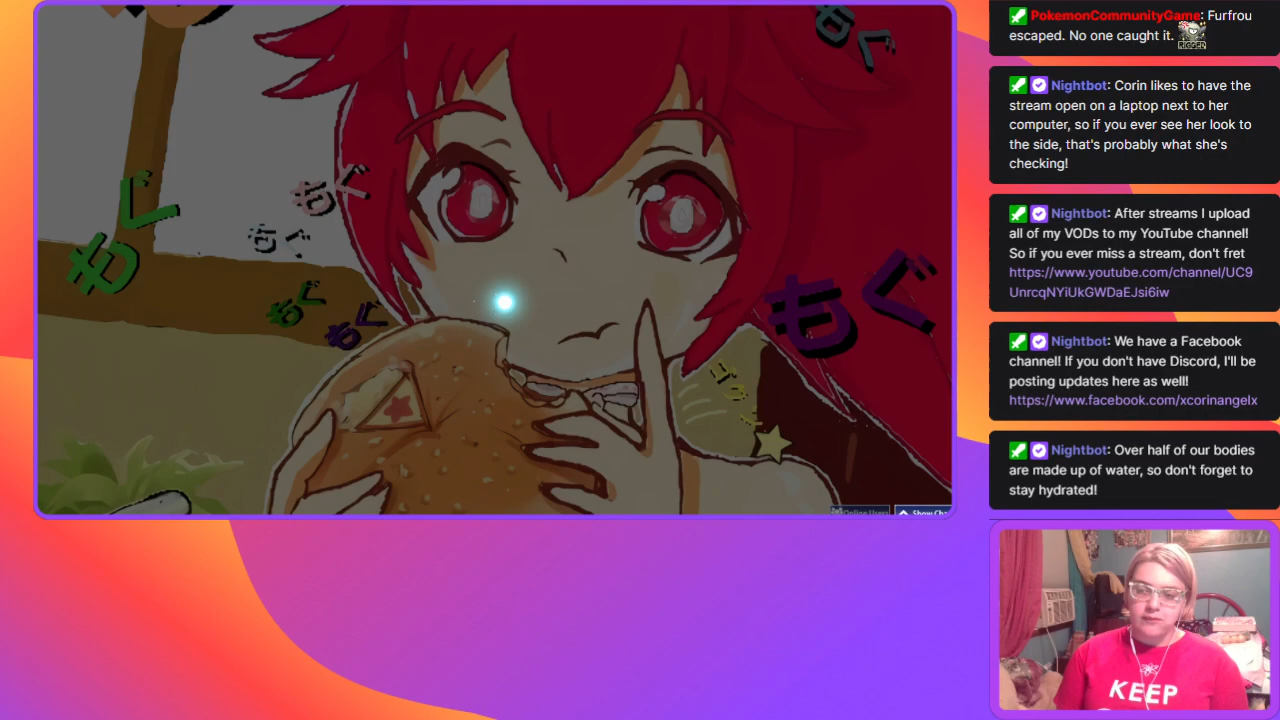 もぐ
もぐ
もぐ
もぐ
もぐ
もぐ
もぐ
ゴク
Online Users
PokemonCommunityGame: Furfrou
escaped. No one caught it.
RIGGED
Nightbot: Corin likes to have the
stream open on a laptop next to her
computer, so if you ever see her look to
the side, that's probably what she's
checking!
Nightbot: After streams I upload
all of my VODs to my YouTube channel!
So if you ever miss a stream, don't fret
https://www.youtube.com/channel/UC9
UnrcqNYiUkGWDaEJsi6iw
Nightbot: We have a Facebook
channel! If you don't have Discord, I'll be
posting updates here as well!
https://www.facebook.com/xcorinangelx
Nightbot: Over half of our bodies
are made up of water, so don't forget to
stay hydrated!
KEEP